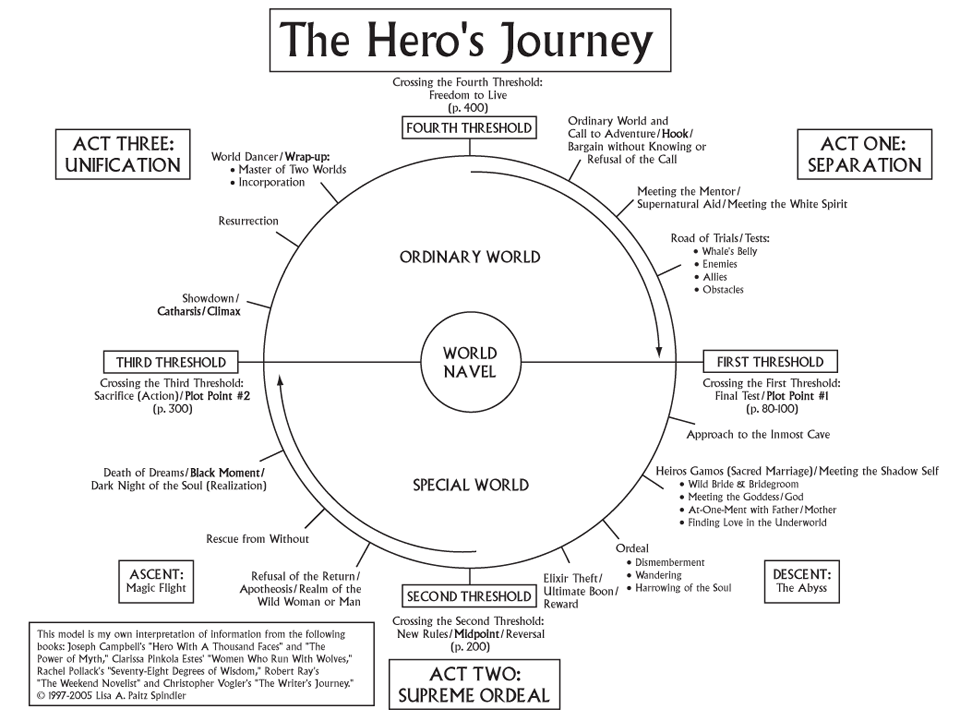 The Hero's Journey
Crossing the Fourth Threshold:
Freedom to Live
(p. 400)
FOURTH THRESHOLD
ACT THREE:
UNIFICATION
ACT ONE:
SEPARATION
Ordinary World and
Call to Adventure/Hook/
Bargain without Knowing or
Refusal of the Call
Meeting the Mentor/
Supernatural Aid/Meeting the White Spirit
Road of Trials/Tests:
• Whale's Belly
• Enemies
• Allies
• Obstacles
World Dancer/Wrap-up:
• Master of Two Worlds
• Incorporation
Resurrection
Showdown/
Catharsis/Climax
ORDINARY WORLD
WORLD
NAVEL
SPECIAL WORLD
THIRD THRESHOLD
Crossing the Third Threshold:
Sacrifice (Action)/Plot Point #2
(p. 300)
FIRST THRESHOLD
Crossing the First Threshold:
Final Test/Plot Point #1
(p. 80-100)
Approach to the Inmost Cave
Heiros Gamos (Sacred Marriage)/Meeting the Shadow Self
• Wild Bride & Bridegroom
• Meeting the Goddess/God
• At-One-Ment with Father/Mother
• Finding Love in the Underworld
Ordeal
• Dismemberment
• Wandering
• Harrowing of the Soul
Elixir Theft/
Ultimate Boon/
Reward
DESCENT:
The Abyss
Death of Dreams/Black Moment/
Dark Night of the Soul (Realization)
Rescue from Without
Refusal of the Return/
Apotheosis/Realm of the
Wild Woman or Man
ASCENT:
Magic Flight
SECOND THRESHOLD
Crossing the Second Threshold:
New Rules/Midpoint/Reversal
(p. 200)
ACT TWO:
SUPREME ORDEAL
This model is my own interpretation of information from the following
books: Joseph Campbell's "Hero With A Thousand Faces" and "The
Power of Myth," Clarissa Pinkola Estes' "Women Who Run With Wolves,"
Rachel Pollack's "Seventy-Eight Degrees of Wisdom," Robert Ray's
"The Weekend Novelist" and Christopher Vogler's "The Writer's Journey."
© 1997-2005 Lisa A. Paitz Spindler